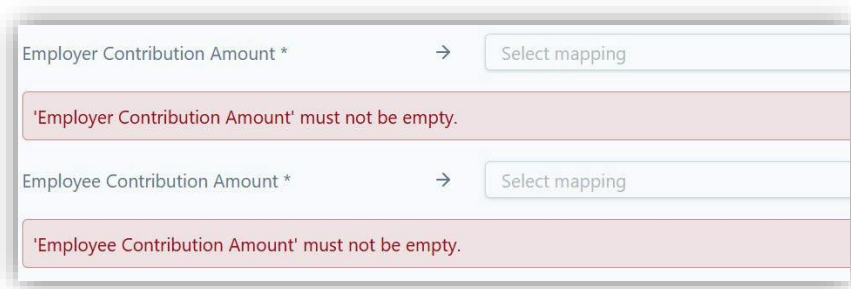 Employer Contribution Amount * → Select mapping
'Employer Contribution Amount' must not be empty.
Employee Contribution Amount * → Select mapping
'Employee Contribution Amount' must not be empty.